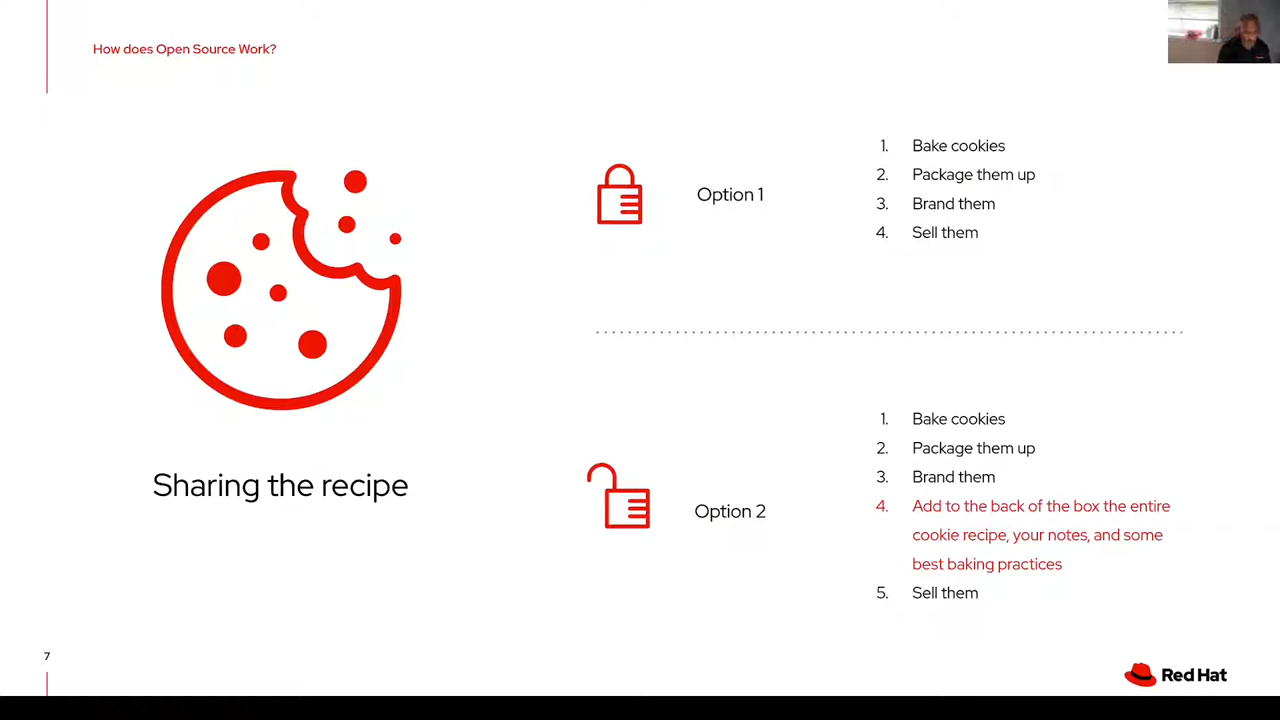 How does Open Source Work?
Sharing the recipe
Option 1
1. Bake cookies
2. Package them up
3. Brand them
4. Sell them
Option 2
1. Bake cookies
2. Package them up
3. Brand them
4. Add to the back of the box the entire
cookie recipe, your notes, and some
best baking practices
5. Sell them
7
Red Hat